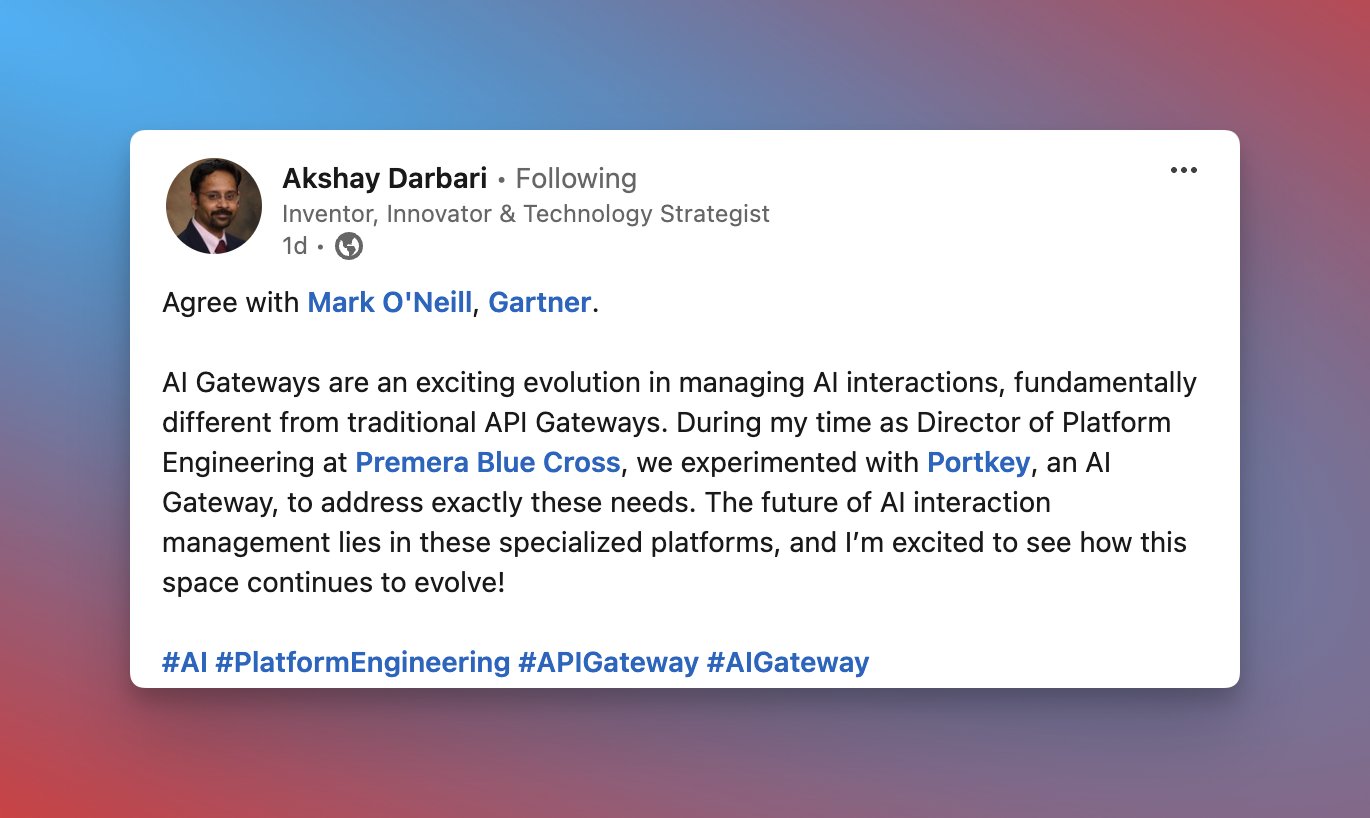 Akshay Darbari • Following
Inventor, Innovator & Technology Strategist
1d •
Agree with Mark O'Neill, Gartner.
AI Gateways are an exciting evolution in managing AI interactions, fundamentally
different from traditional API Gateways. During my time as Director of Platform
Engineering at Premera Blue Cross, we experimented with Portkey, an AI
Gateway, to address exactly these needs. The future of AI interaction
management lies in these specialized platforms, and I’m excited to see how this
space continues to evolve!
#AI #PlatformEngineering #APIGateway #AIGateway